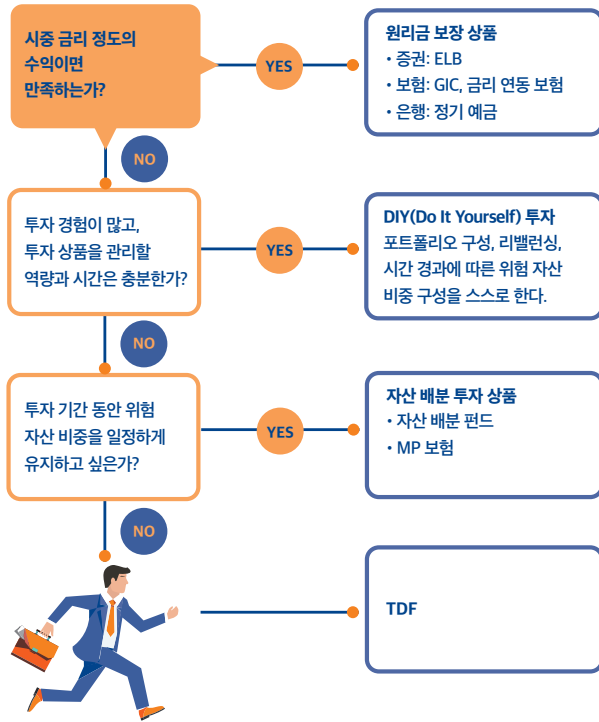 시중 금리 정도의
수익이면
만족하는가?
YES
원리금 보장 상품
• 증권: ELB
• 보험: GIC, 금리 연동 보험
• 은행: 정기 예금
NO
투자 경험이 많고,
투자 상품을 관리할
역량과 시간은 충분한가?
YES
DIY(Do It Yourself) 투자
포트폴리오 구성, 리밸런싱,
시간 경과에 따른 위험 자산
비중 구성을 스스로 한다.
NO
투자 기간 동안 위험
자산 비중을 일정하게
유지하고 싶은가?
YES
자산 배분 투자 상품
• 자산 배분 펀드
• MP 보험
NO
TDF